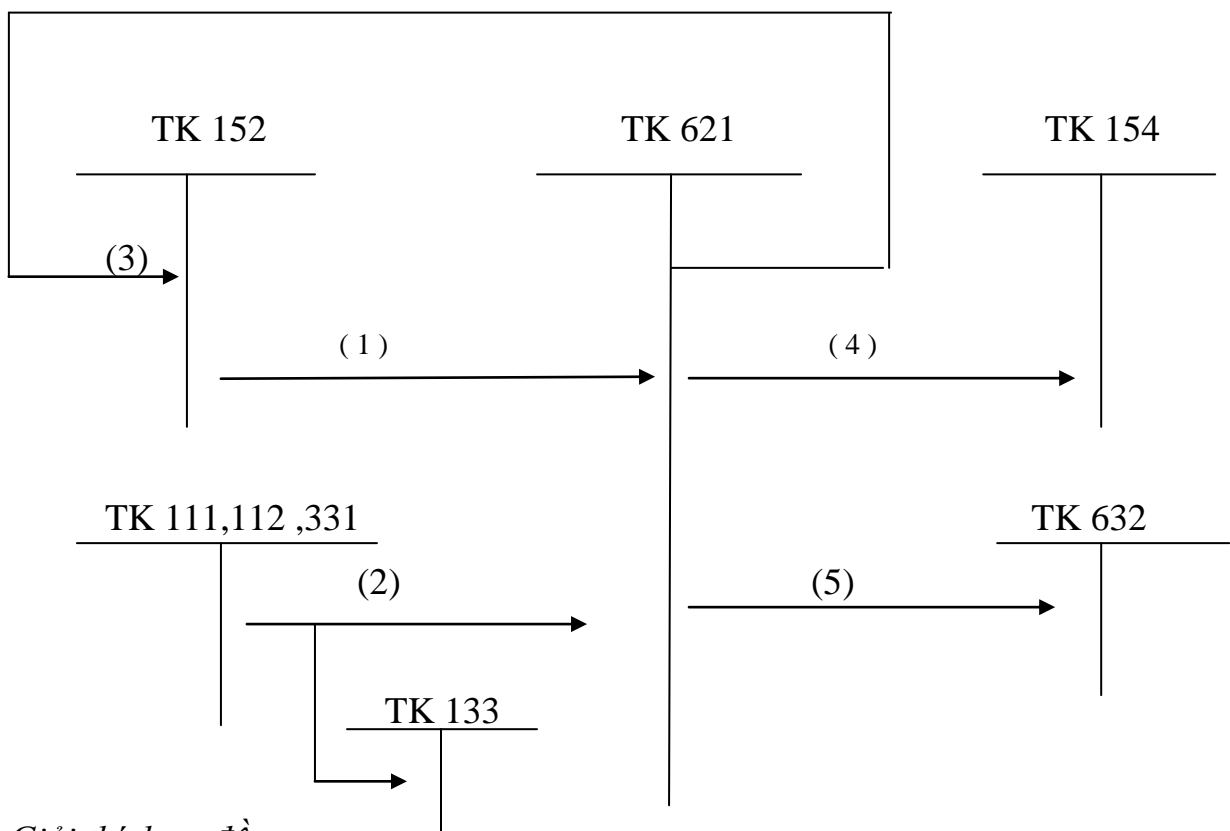 TK 152
TK 621
TK 154
(3)
( 1 )
( 4 )
TK 111,112 ,331
TK 632
(2)
(5)
TK 133
Giải